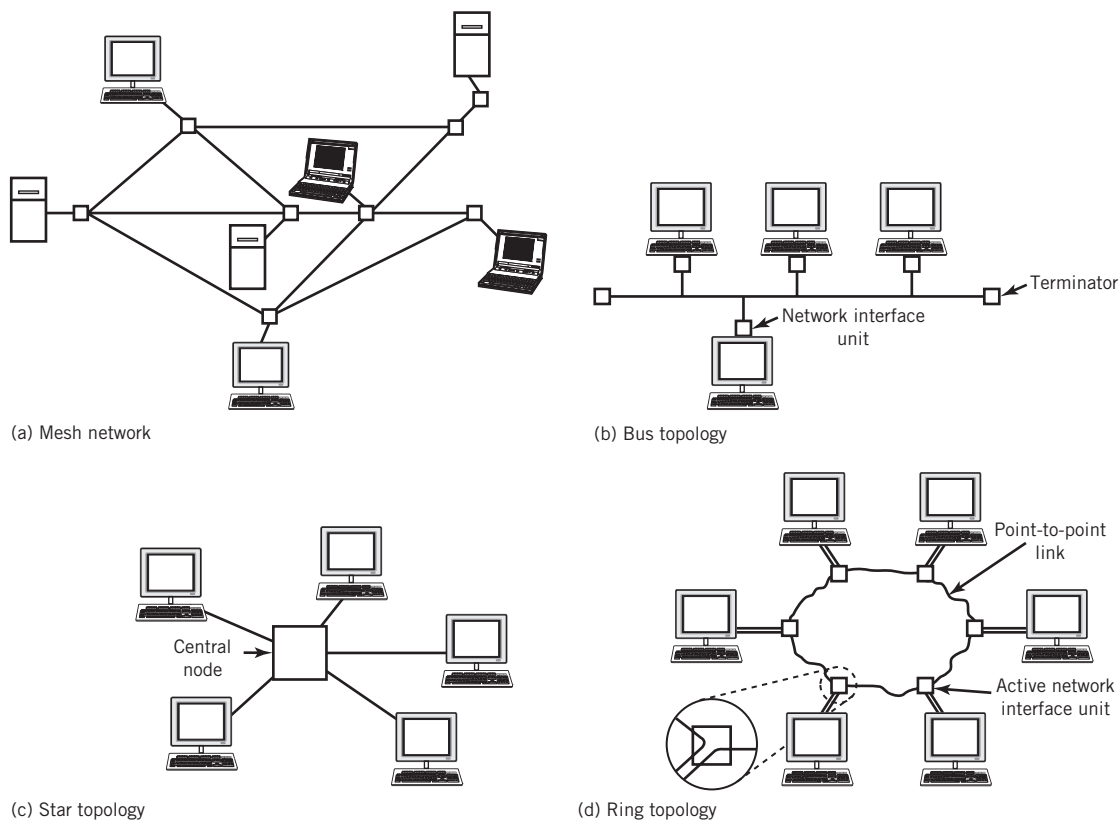 Terminator
Network interface
unit
(a) Mesh network
(b) Bus topology
Central
node
(c) Star topology
Point-to-point
link
Active network
interface unit
(d) Ring topology